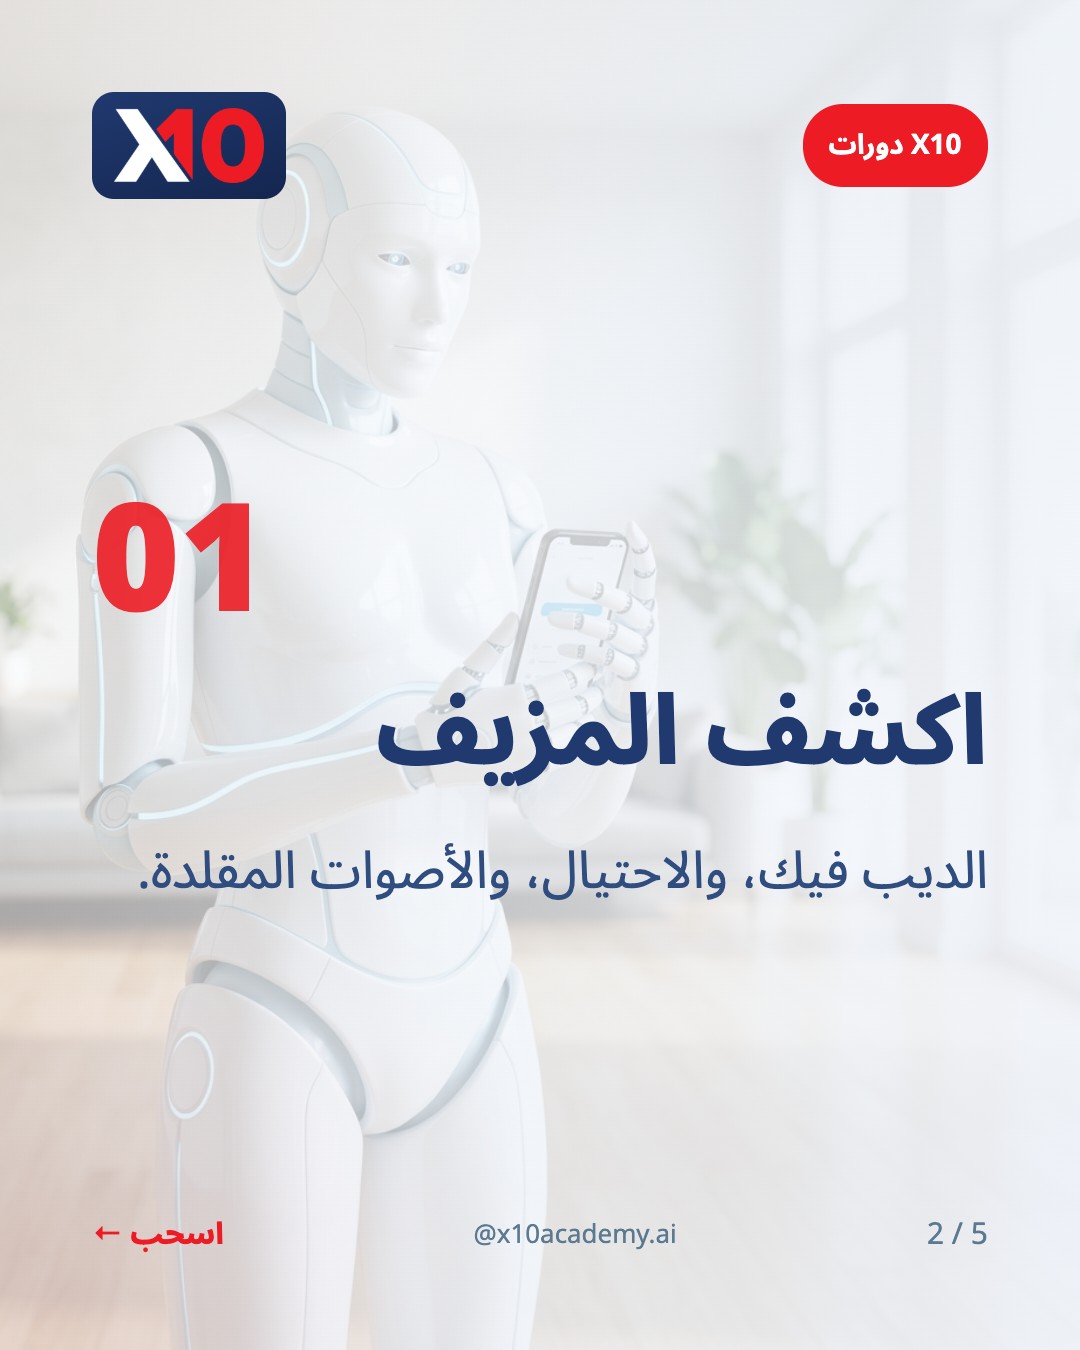 X10
دورات X10
01
اكشف المزيف
الديب فيك، والاحتيال، والأصوات المقلدة.
2 / 5
@x10academy.ai
اسحب ←